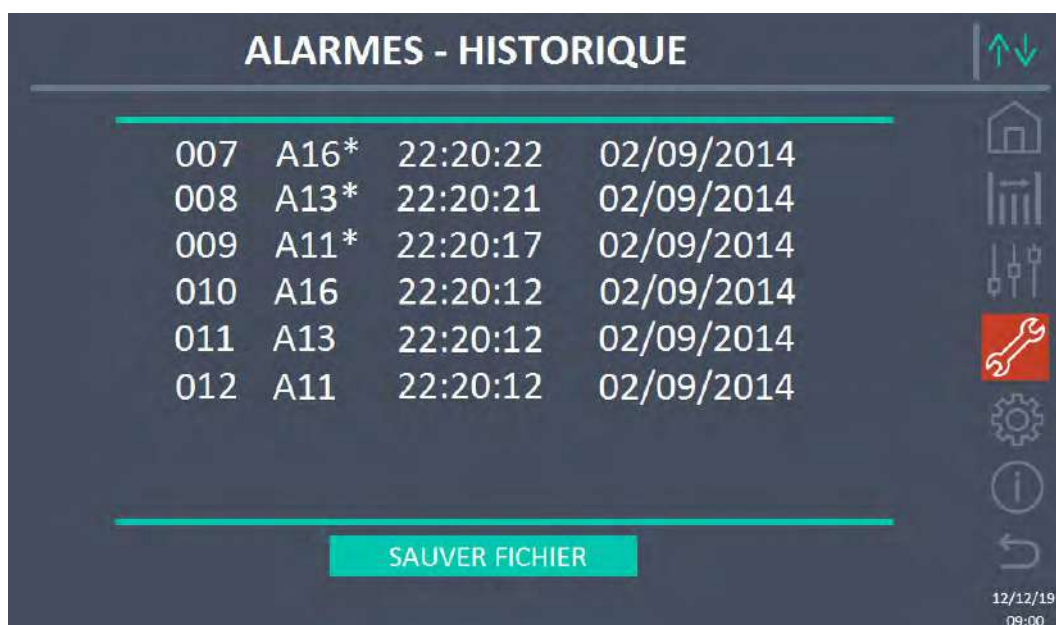 ALARMES - HISTORIQUE
007 A16* 22:20:22 02/09/2014
008 A13* 22:20:21 02/09/2014
009 A11* 22:20:17 02/09/2014
010 A16 22:20:12 02/09/2014
011 A13 22:20:12 02/09/2014
012 A11 22:20:12 02/09/2014
SAUVER FICHIER
12/12/19
09:00